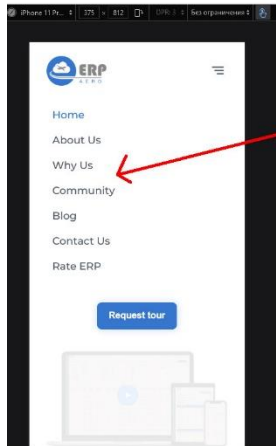 iPhone 11 Pr... 375 × 812 DPR: 3 Без ограничения
ERP
AERO
Home
About Us
Why Us
Community
Blog
Contact Us
Rate ERP
Request tour